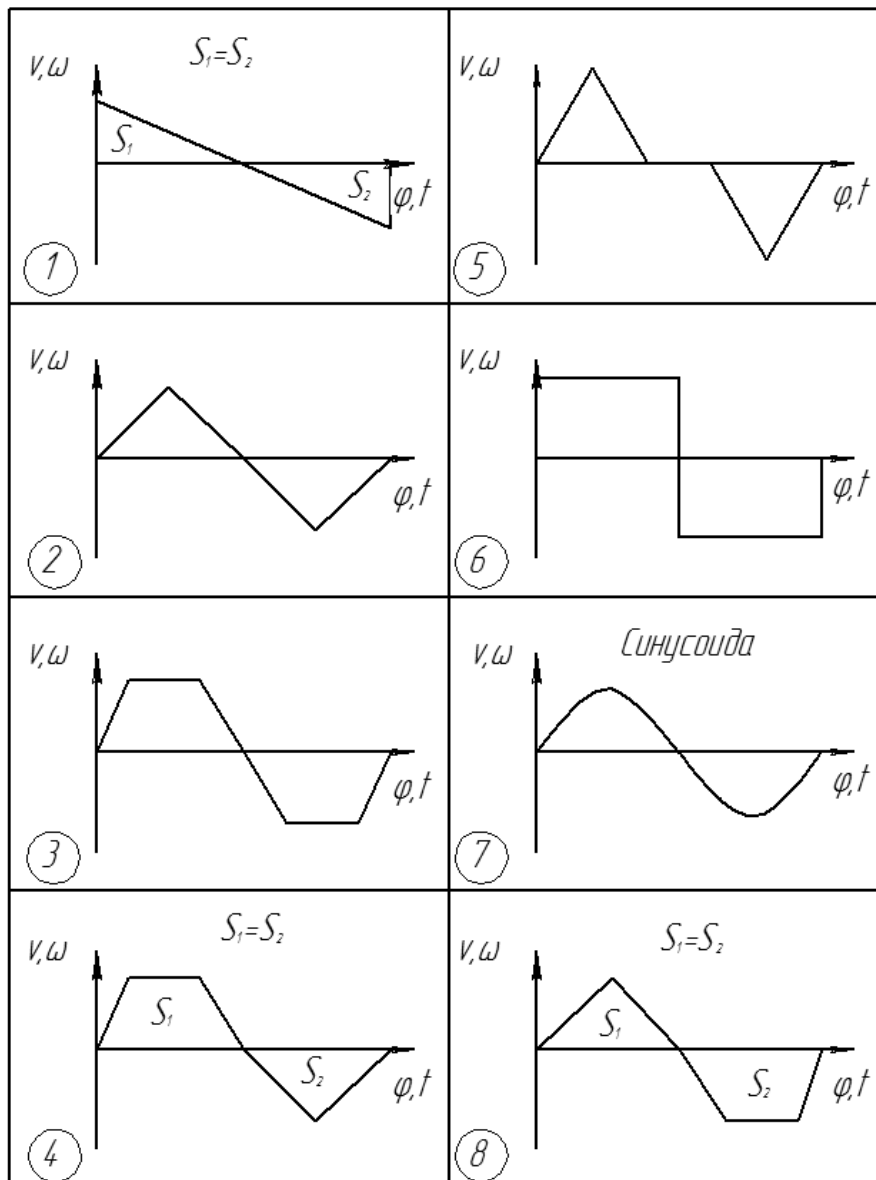 S₁=S₂
v,ω
S₁
S₂
φ,t
1
v,ω
φ,t
5
v,ω
φ,t
2
v,ω
φ,t
6
v,ω
φ,t
3
Синусоида
v,ω
φ,t
7
S₁=S₂
v,ω
S₁
S₂
φ,t
4
S₁=S₂
v,ω
S₁
S₂
φ,t
8